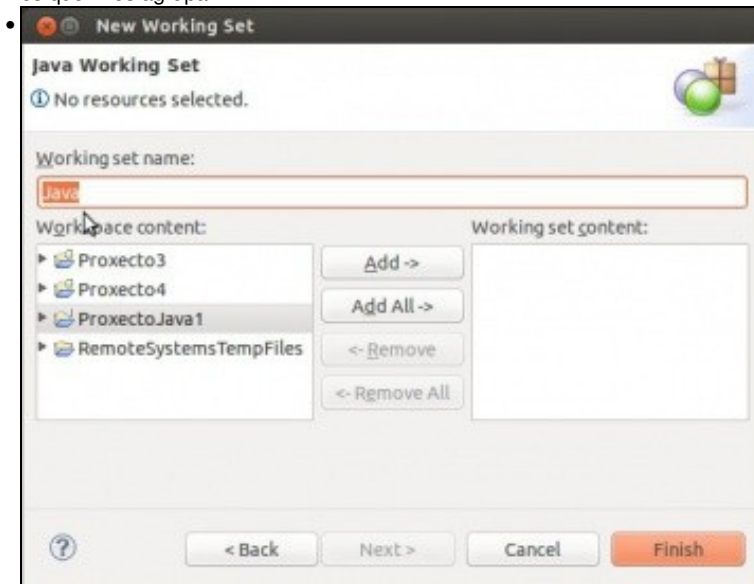 New Working Set
Java Working Set
No resources selected.
Working set name:
Java
Workspace content:
Working set content:
Proxecto3
Proxecto4
ProxectoJava1
RemoteSystemsTempFiles
Add ->
Add All ->
<- Remove
<- Remove All
< Back
Next >
Cancel
Finish